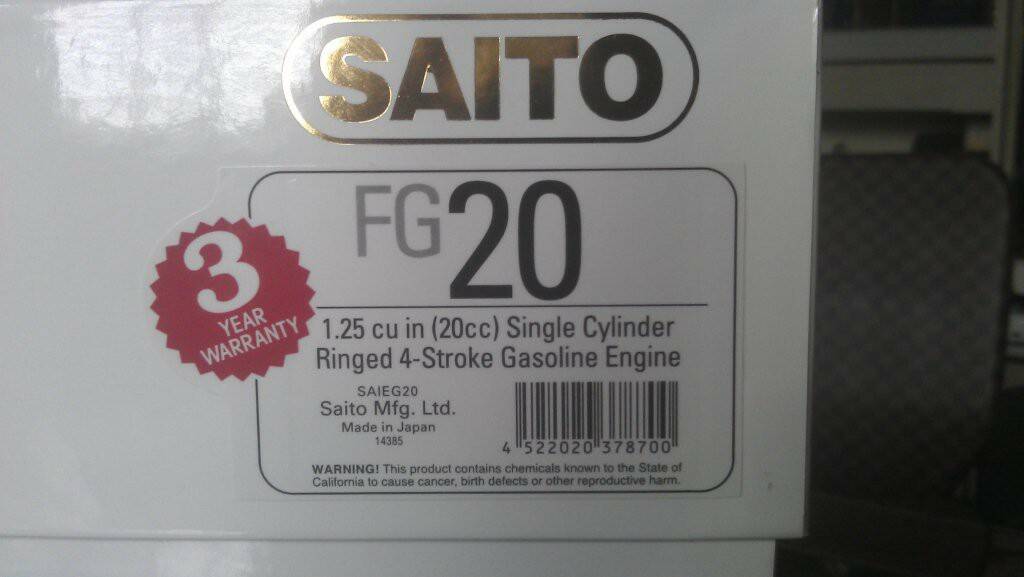 SAITO
FG20
3
YEAR
WARRANTY
1.25 cu in (20cc) Single Cylinder
Ringed 4-Stroke Gasoline Engine
SAIEG20
Saito Mfg. Ltd.
Made in Japan
14385
4 522020 378700
WARNING! This product contains chemicals known to the State of
California to cause cancer, birth defects or other reproductive harm.